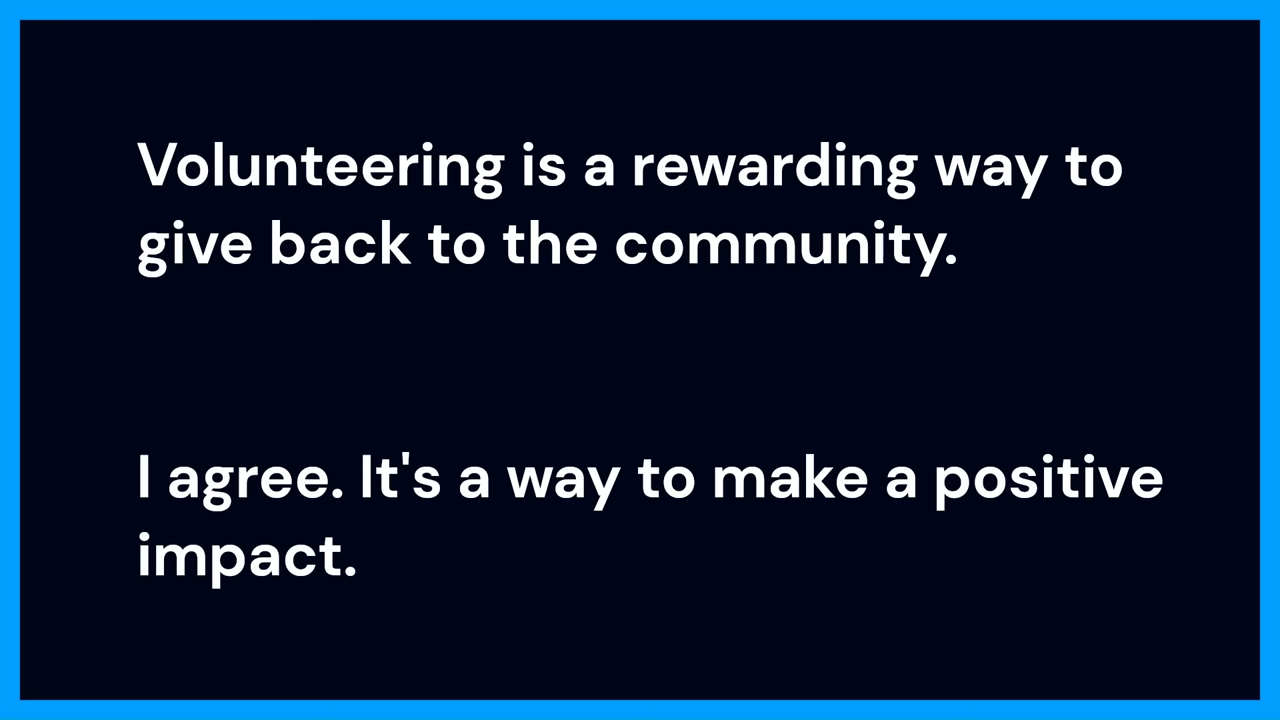 Volunteering is a rewarding way to
give back to the community.
I agree. It's a way to make a positive
impact.